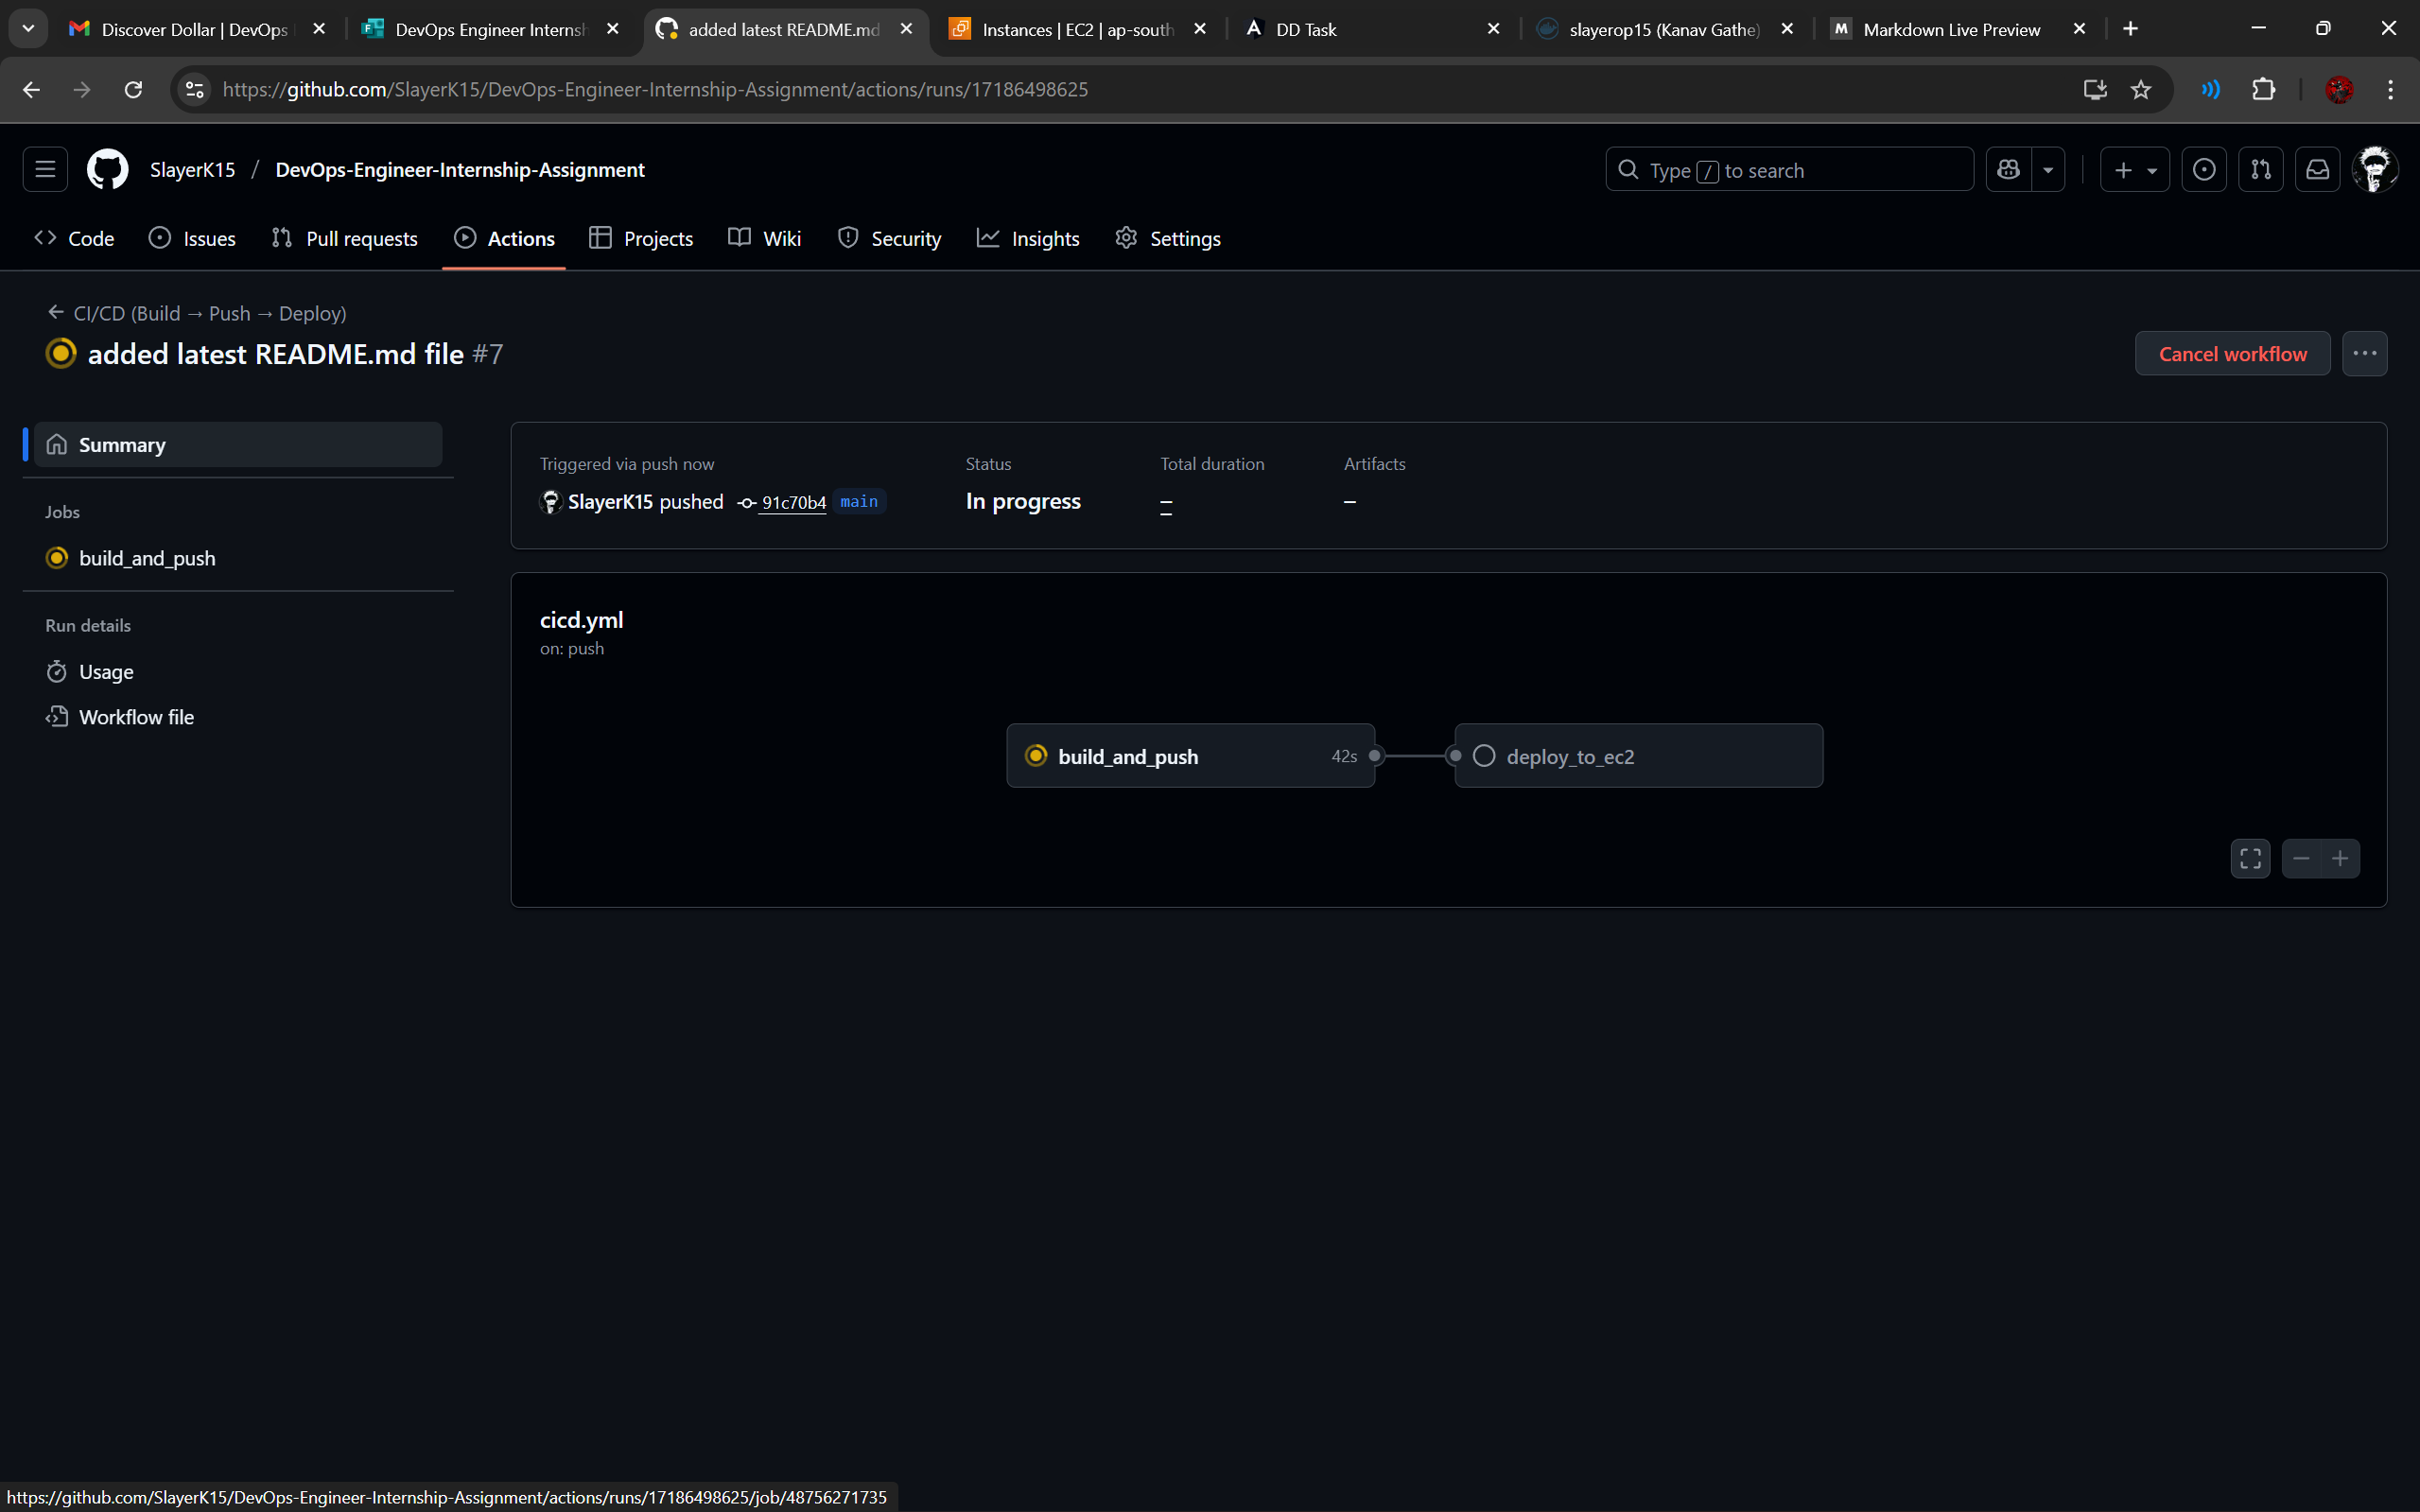 Discover Dollar | DevOps
DevOps Engineer Interns
added latest README.md
Instances | EC2 | ap-south
DD Task
slayerop15 (Kanav Gathe)
Markdown Live Preview
https://github.com/SlayerK15/DevOps-Engineer-Internship-Assignment/actions/runs/17186498625
SlayerK15 / DevOps-Engineer-Internship-Assignment
Type / to search
Code
Issues
Pull requests
Actions
Projects
Wiki
Security
Insights
Settings
CI/CD (Build → Push → Deploy)
added latest README.md file #7
Cancel workflow
Summary
Jobs
build_and_push
Run details
Usage
Workflow file
Triggered via push now
SlayerK15 pushed 91c70b4 main
Status
In progress
Total duration
–
Artifacts
–
cicd.yml
on: push
build_and_push 42s
deploy_to_ec2
https://github.com/SlayerK15/DevOps-Engineer-Internship-Assignment/actions/runs/17186498625/job/48756271735